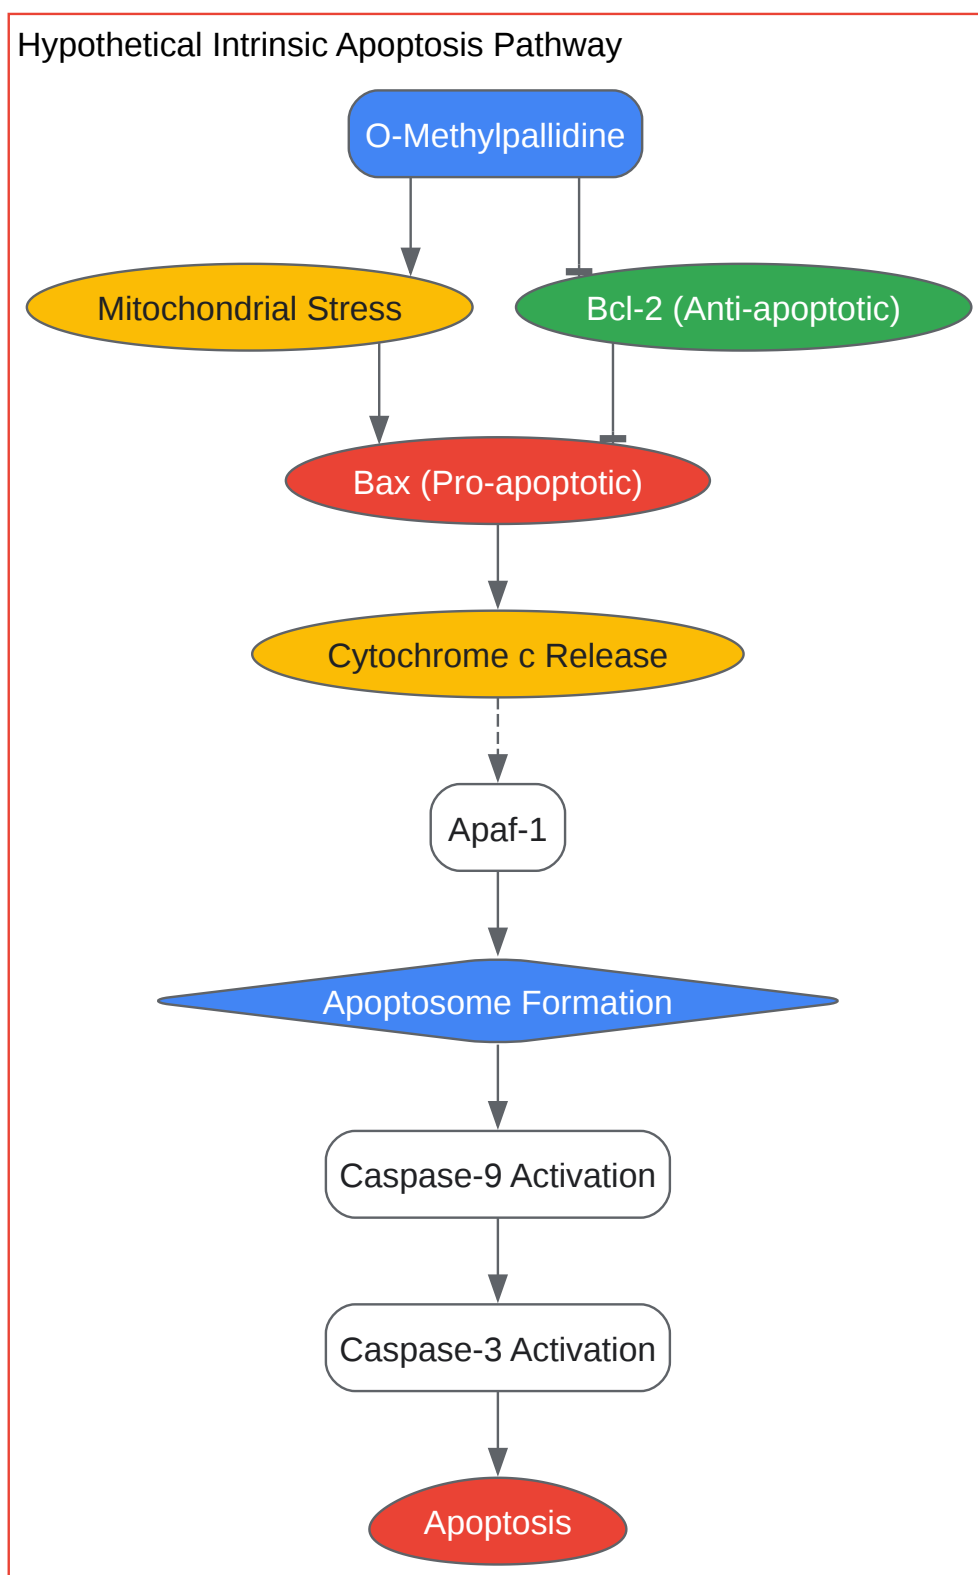 Hypothetical Intrinsic Apoptosis Pathway
O-Methylpallidine
Mitochondrial Stress
Bcl-2 (Anti-apoptotic)
Bax (Pro-apoptotic)
Cytochrome c Release
Apaf-1
Apoptosome Formation
Caspase-9 Activation
Caspase-3 Activation
Apoptosis